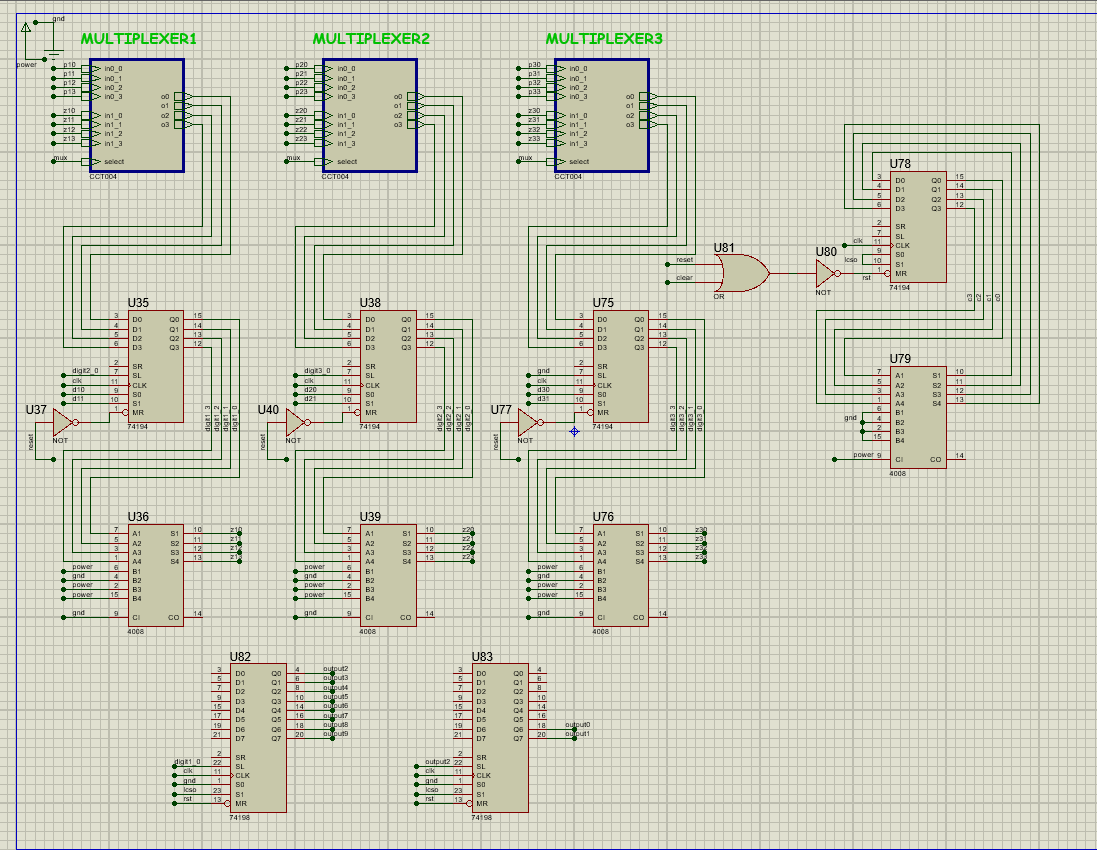 gnd
power
MULTIPLEXER1
p10 in0_0
p11 in0_1
p12 in0_2
p13 in0_3
z10 in1_0
z11 in1_1
z12 in1_2
z13 in1_3
mux select
o0
o1
o2
o3
CCT004
MULTIPLEXER2
p20 in0_0
p21 in0_1
p22 in0_2
p23 in0_3
z20 in1_0
z21 in1_1
z22 in1_2
z23 in1_3
mux select
o0
o1
o2
o3
CCT004
MULTIPLEXER3
p30 in0_0
p31 in0_1
p32 in0_2
p33 in0_3
z30 in1_0
z31 in1_1
z32 in1_2
z33 in1_3
mux select
o0
o1
o2
o3
CCT004
U81
reset
clear
OR
U80
NOT
U78
3 D0 Q0 15
4 D1 Q1 14
5 D2 Q2 13
6 D3 Q3 12
2 SR
7 SL
clk 11 CLK
9 S0
lcso 10 S1
rst 1 MR
74194
c3
c2
c1
c0
U35
3 D0 Q0 15
4 D1 Q1 14
5 D2 Q2 13
6 D3 Q3 12
2 SR
digit2_0 7 SL
clk 11 CLK
d10 9 S0
d11 10 S1
1 MR
74194
digit1_3
digit1_2
digit1_1
digit1_0
U37
NOT
reset
U38
3 D0 Q0 15
4 D1 Q1 14
5 D2 Q2 13
6 D3 Q3 12
2 SR
digit3_0 7 SL
clk 11 CLK
d20 9 S0
d21 10 S1
1 MR
74194
digit2_3
digit2_2
digit2_1
digit2_0
U40
NOT
reset
U75
3 D0 Q0 15
4 D1 Q1 14
5 D2 Q2 13
6 D3 Q3 12
2 SR
gnd 7 SL
clk 11 CLK
d30 9 S0
d31 10 S1
1 MR
74194
digit3_3
digit3_2
digit3_1
digit3_0
U77
NOT
reset
U79
7 A1 S1 10
5 A2 S2 11
3 A3 S3 12
1 A4 S4 13
6 B1
gnd 4 B2
2 B3
15 B4
power 9 CI CO 14
4008
U36
7 A1 S1 10
5 A2 S2 11
3 A3 S3 12
1 A4 S4 13
power 6 B1
gnd 4 B2
power 2 B3
power 15 B4
gnd 9 CI CO 14
4008
U39
7 A1 S1 10 z20
5 A2 S2 11
3 A3 S3 12
1 A4 S4 13
power 6 B1
gnd 4 B2
power 2 B3
power 15 B4
gnd 9 CI CO 14
4008
U76
7 A1 S1 10 z30
5 A2 S2 11
3 A3 S3 12
1 A4 S4 13
power 6 B1
gnd 4 B2
power 2 B3
power 15 B4
gnd 9 CI CO 14
4008
U82
3 D0 Q0 4 output2
5 D1 Q1 6 output3
7 D2 Q2 8 output4
9 D3 Q3 10 output5
15 D4 Q4 14 output6
17 D5 Q5 16 output7
19 D6 Q6 18 output8
21 D7 Q7 20 output9
2 SR
digit1_0 22 SL
clk 11 CLK
gnd 1 S0
lcso 23 S1
rst 13 MR
74198
U83
3 D0 Q0 4
5 D1 Q1 6
7 D2 Q2 8
9 D3 Q3 10
15 D4 Q4 14
17 D5 Q5 16
19 D6 Q6 18 output0
21 D7 Q7 20 output1
2 SR
output2 22 SL
clk 11 CLK
gnd 1 S0
lcso 23 S1
rst 13 MR
74198